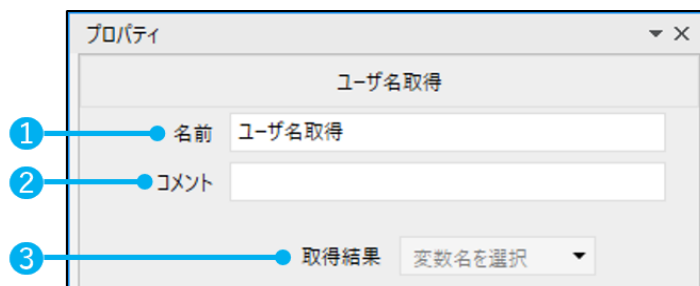 プロパティ
ユーザ名取得
1 名前 ユーザ名取得
2 コメント
3 取得結果 変数名を選択